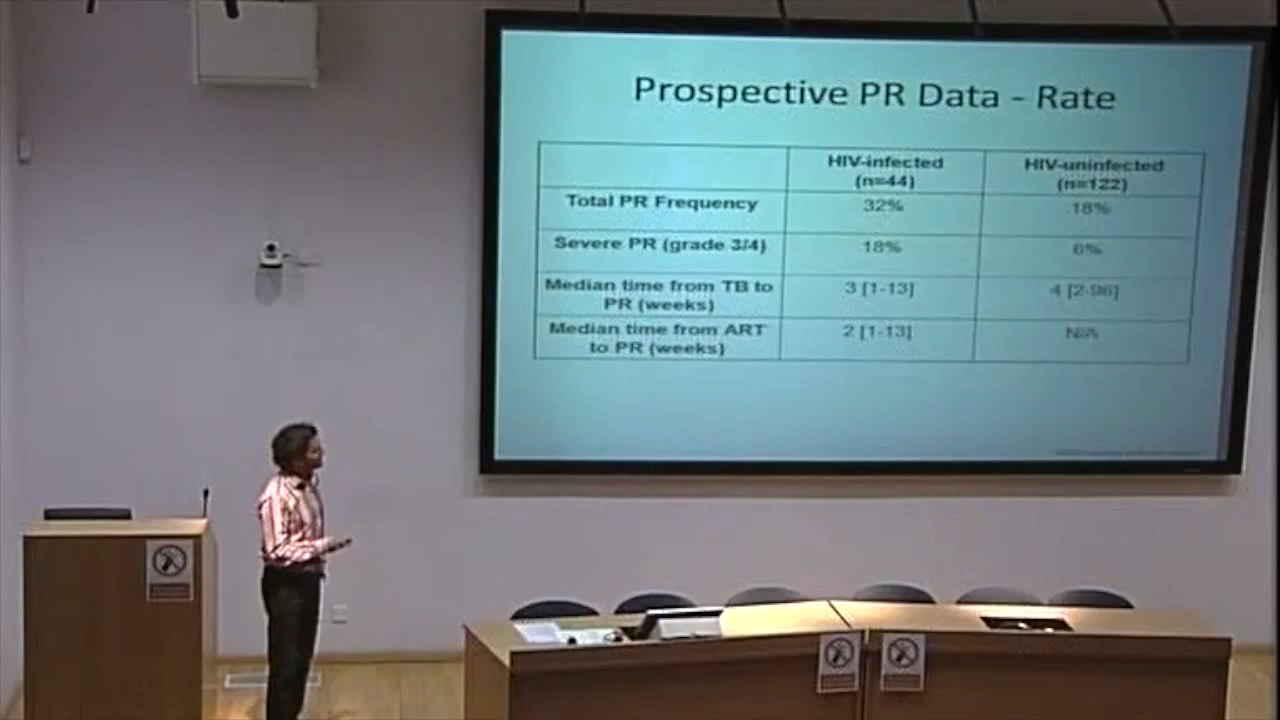 Prospective PR Data - Rate
HIV-infected
(n=44)
HIV-uninfected
(n=122)
Total PR Frequency
32%
18%
Severe PR (grade 3/4)
18%
6%
Median time from TB to
PR (weeks)
3 [1-13]
4 [2-96]
Median time from ART
to PR (weeks)
2 [1-13]
N/A